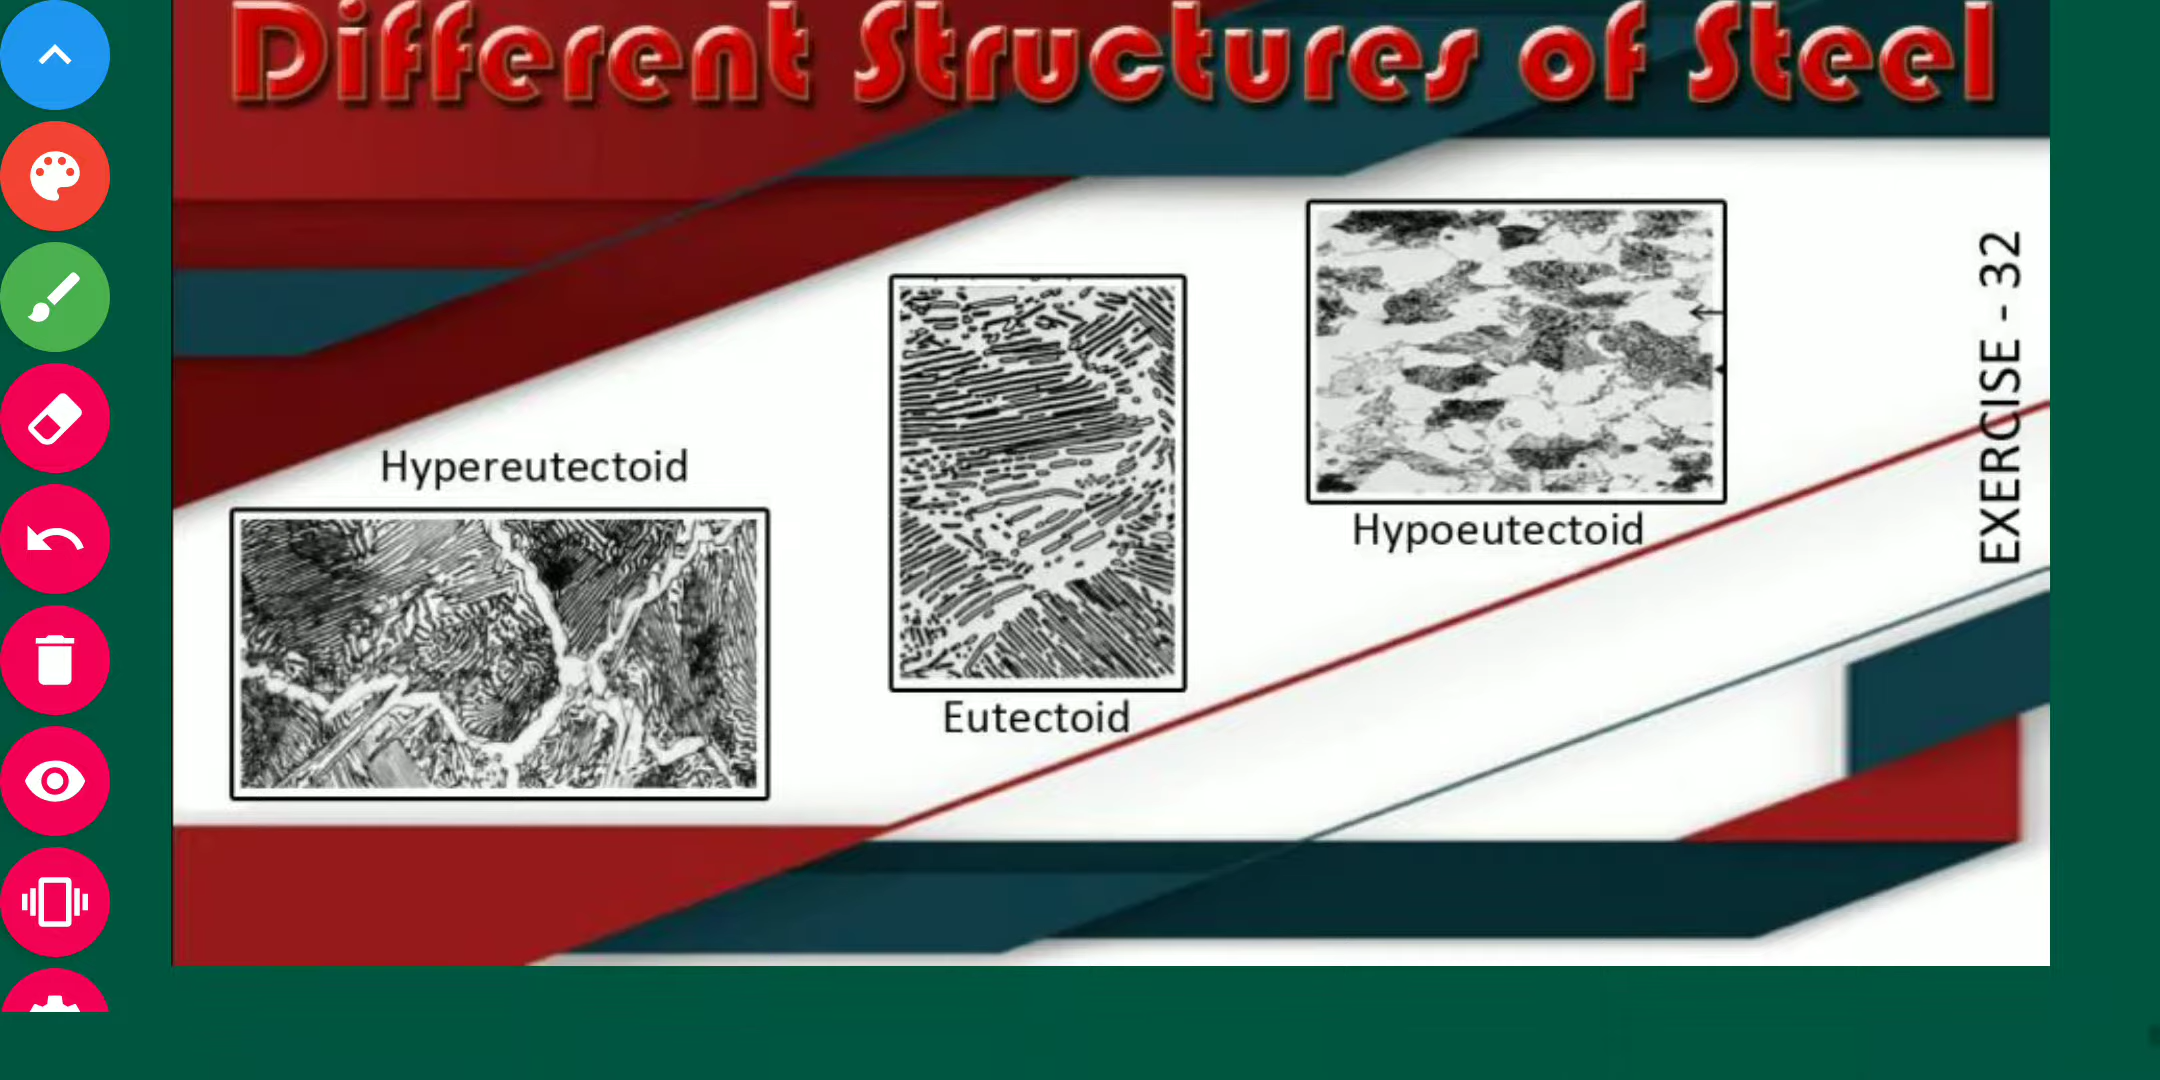 Different Structures of Steel
Hypereutectoid
Eutectoid
Hypoeutectoid
EXERCISE - 32